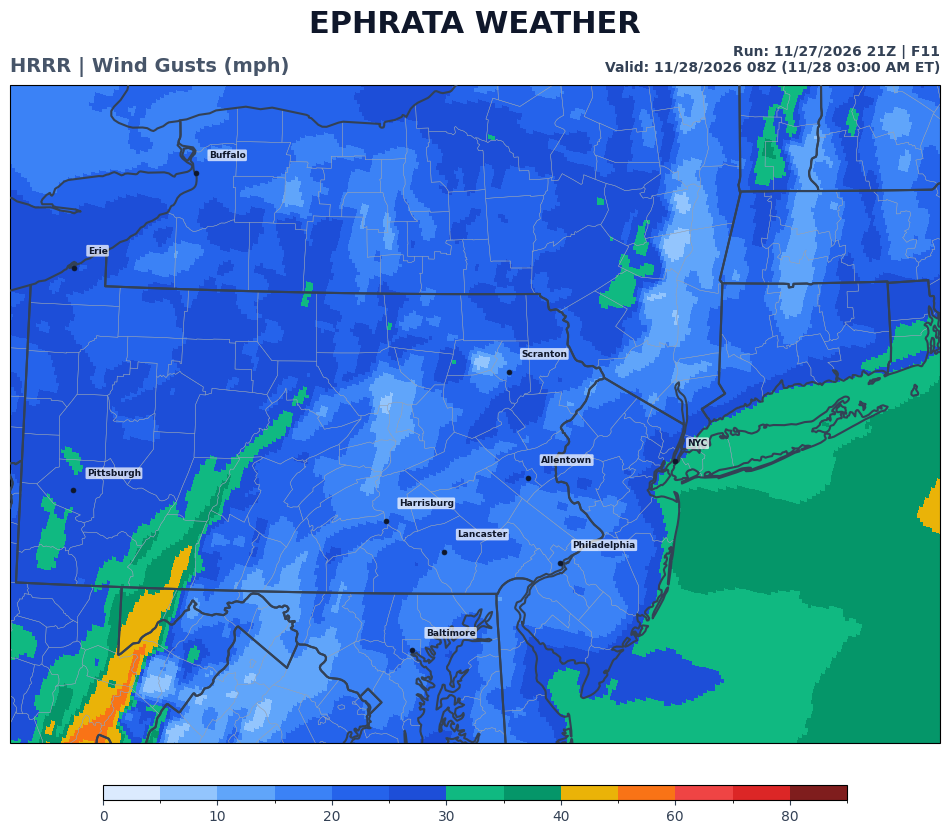 EPHRATA WEATHER
HRRR | Wind Gusts (mph)
Run: 11/27/2026 21Z | F11
Valid: 11/28/2026 08Z (11/28 03:00 AM ET)
Buffalo
Erie
Scranton
NYC
Allentown
Pittsburgh
Harrisburg
Lancaster
Philadelphia
Baltimore
0 10 20 30 40 50 60 70 80